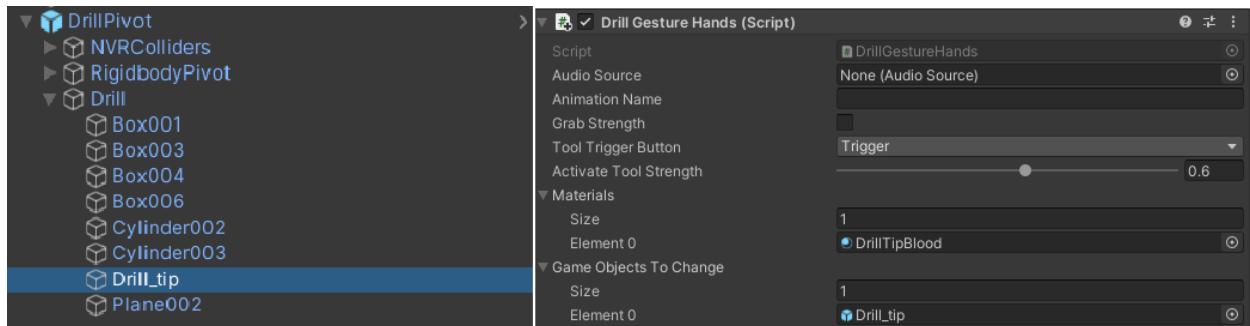 DrillPivot
NVRColliders
RigidbodyPivot
Drill
Box001
Box003
Box004
Box006
Cylinder002
Cylinder003
Drill_tip
Plane002
Drill Gesture Hands (Script)
Script DrillGestureHands
Audio Source None (Audio Source)
Animation Name
Grab Strength
Tool Trigger Button Trigger
Activate Tool Strength 0.6
Materials
Size 1
Element 0 DrillTipBlood
Game Objects To Change
Size 1
Element 0 Drill_tip